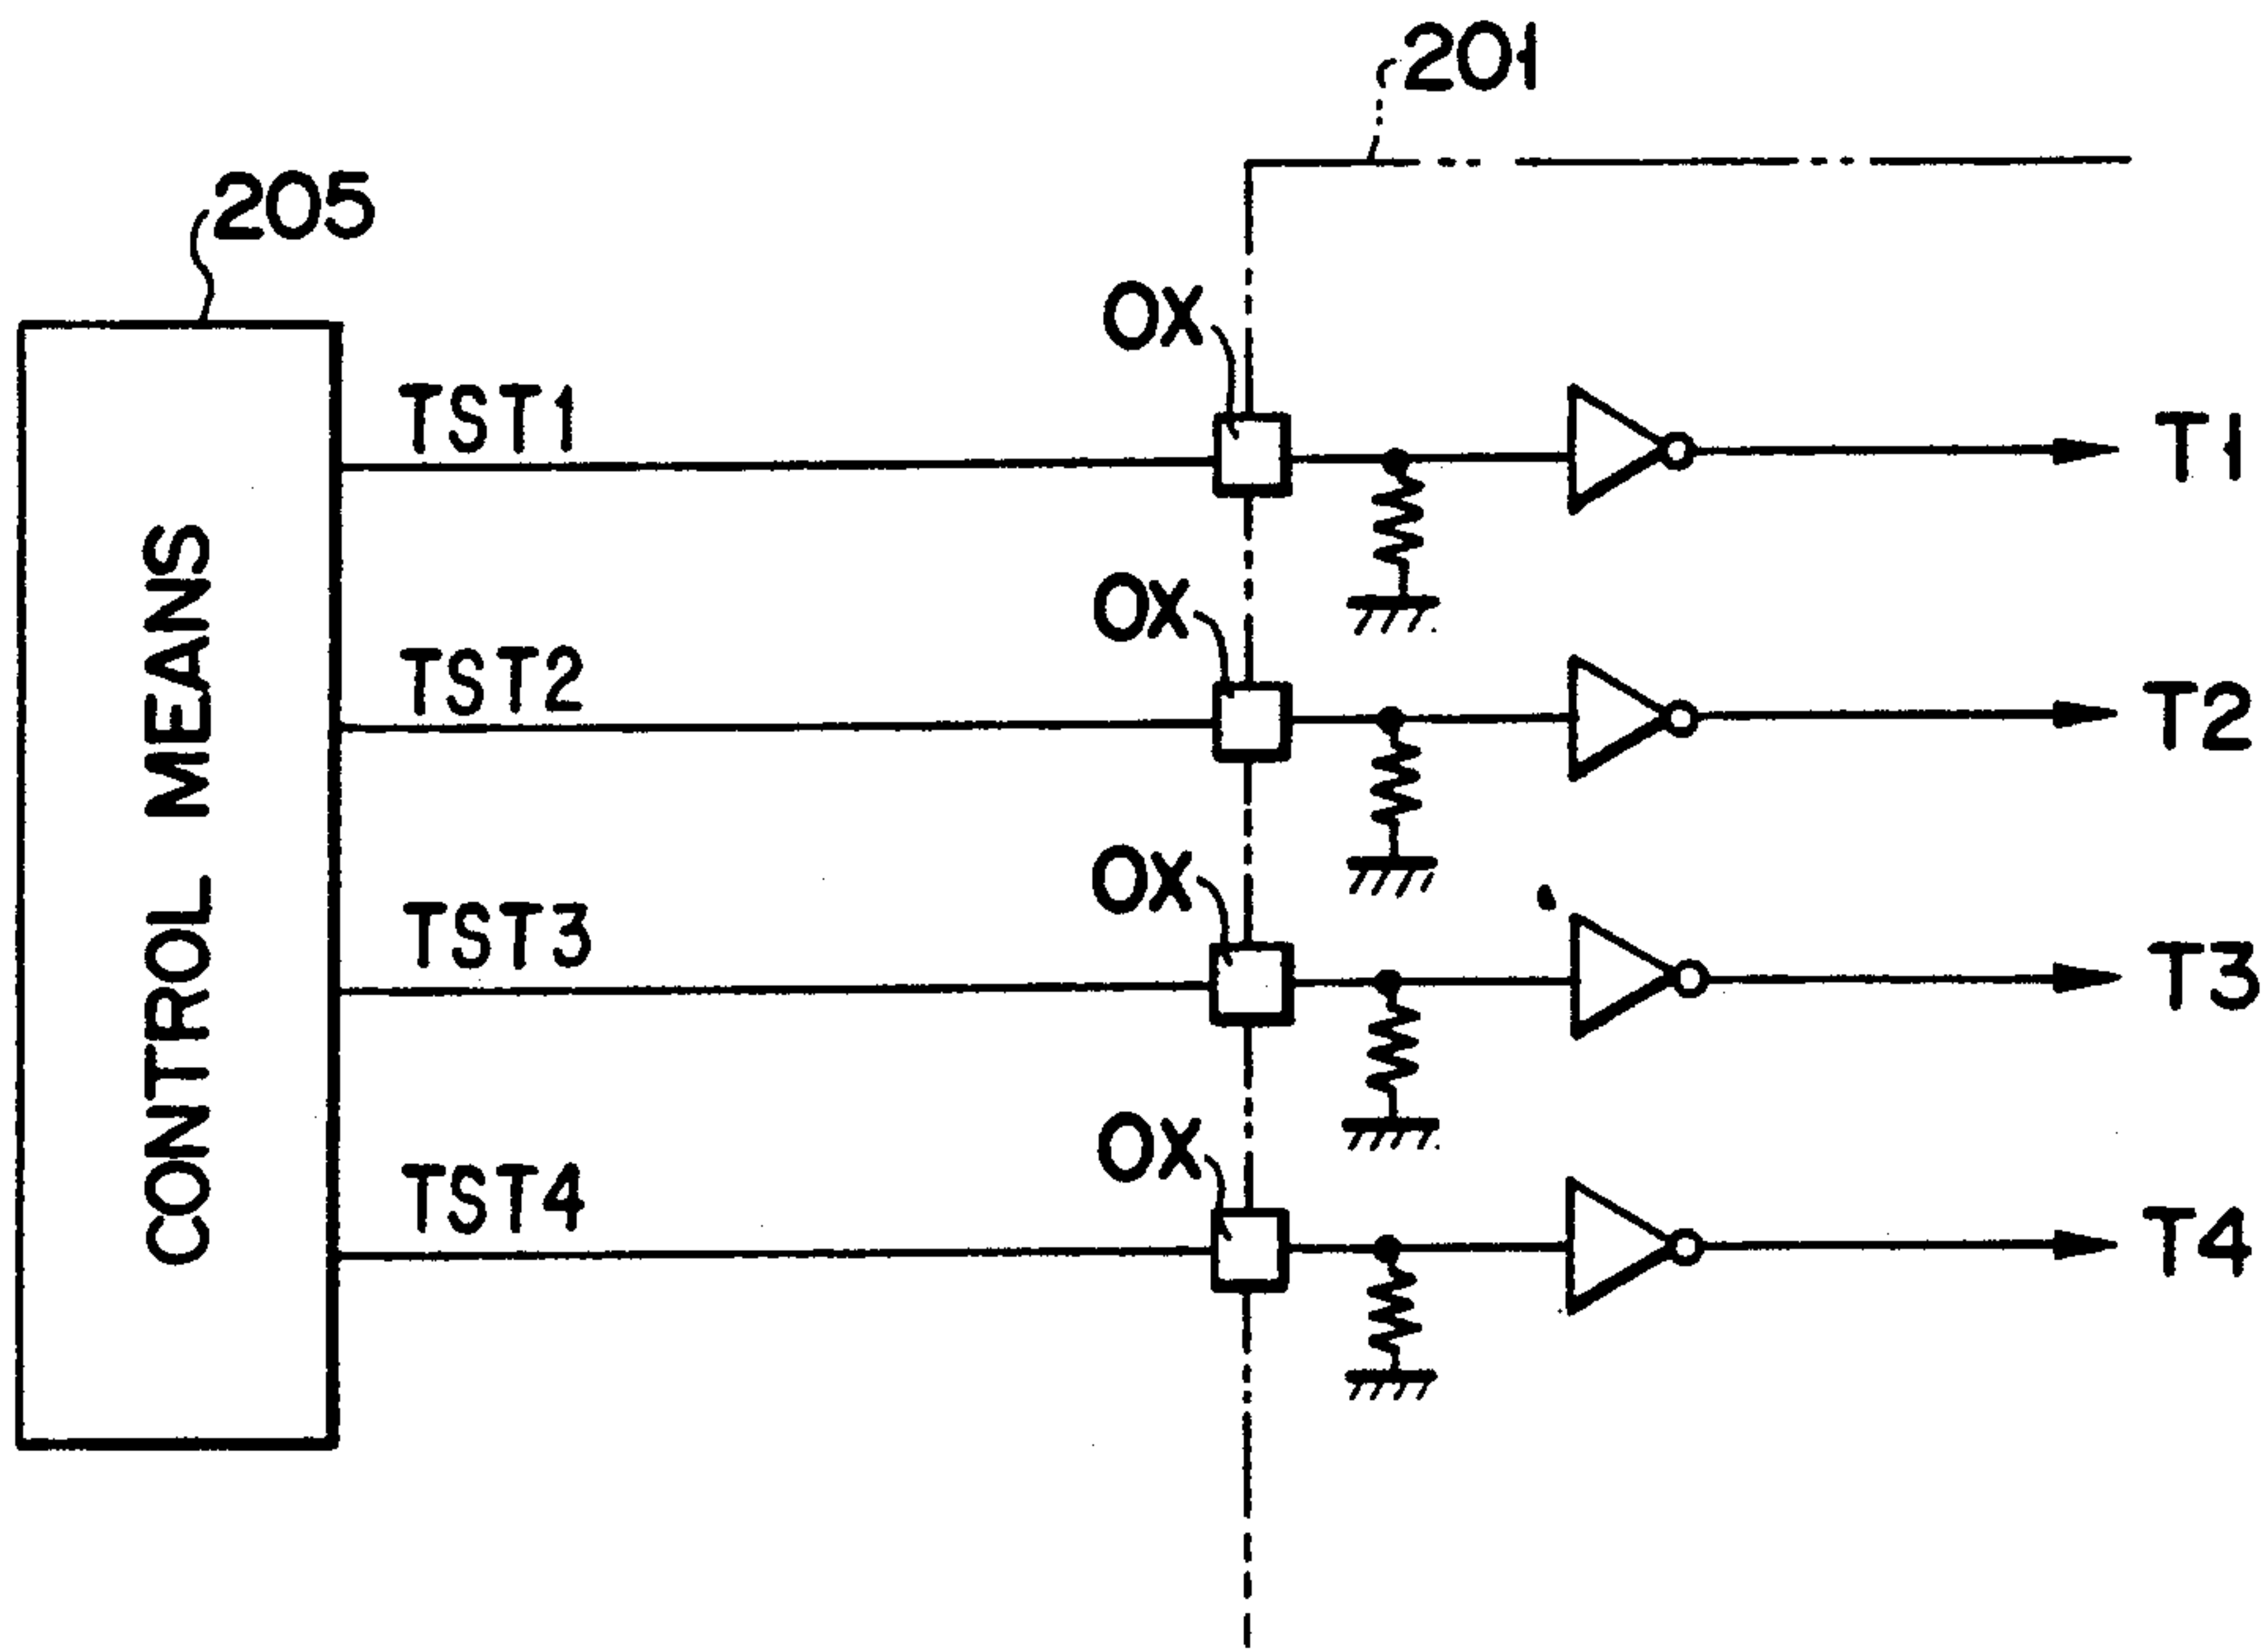 201
205
OX
TST1
T1
OX
TST2
T2
OX
TST3
T3
OX
TST4
T4
CONTROL MEANS